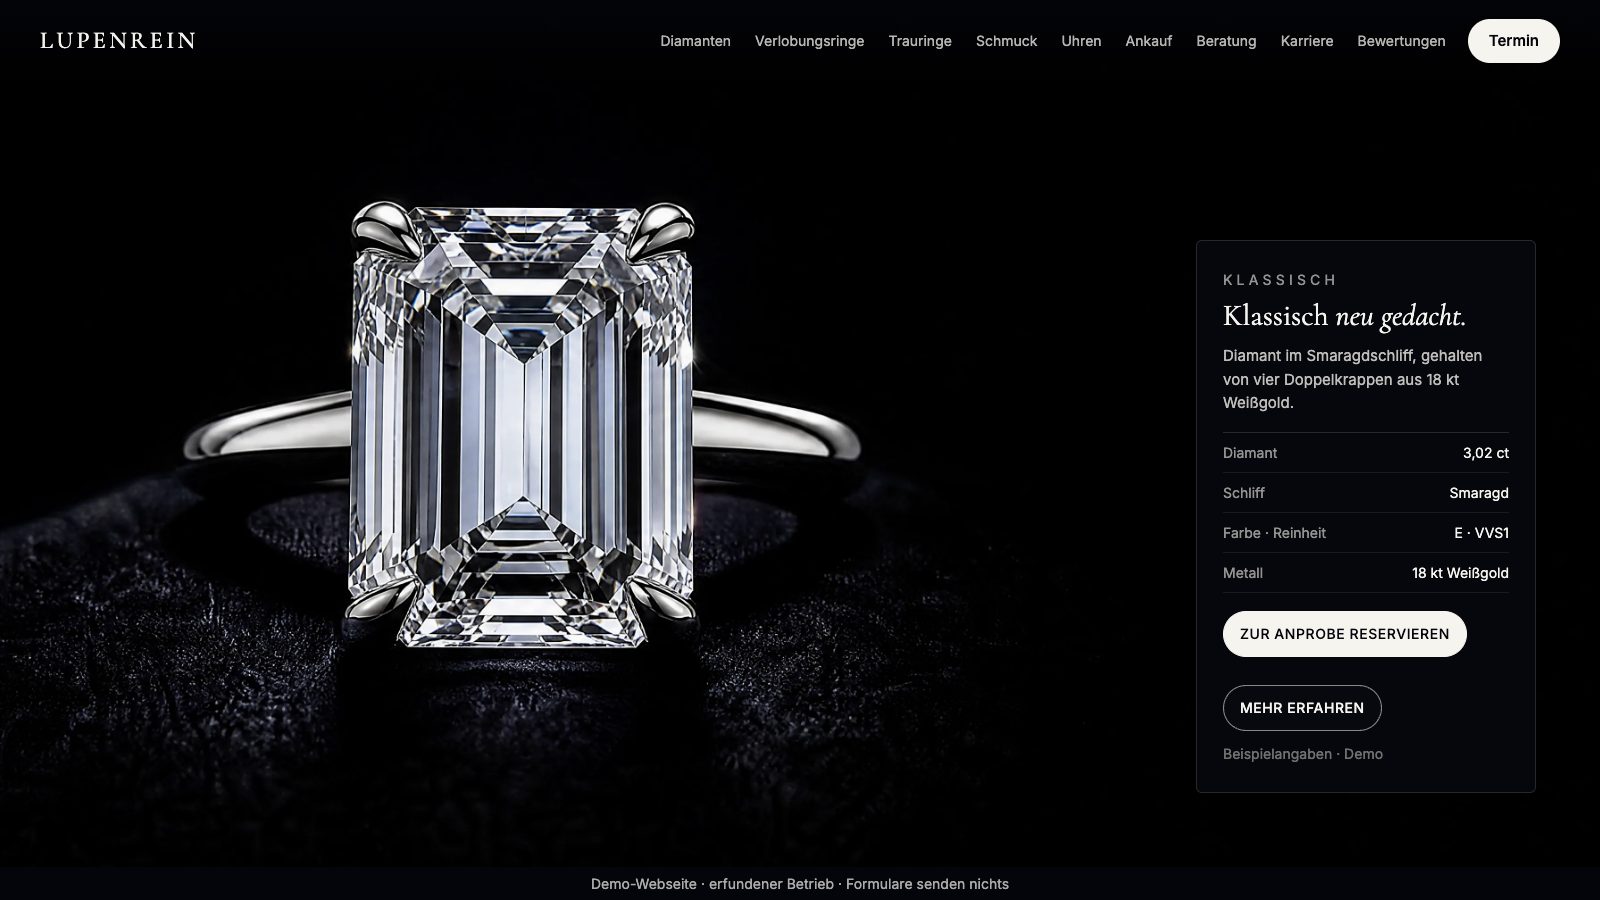 LUPENREIN
Diamanten Verlobungsringe Trauringe Schmuck Uhren Ankauf Beratung Karriere Bewertungen Termin
KLASSISCH
Klassisch neu gedacht.
Diamant im Smaragdschliff, gehalten
von vier Doppelkrappen aus 18 kt
Weißgold.
Diamant 3,02 ct
Schliff Smaragd
Farbe · Reinheit E · VVS1
Metall 18 kt Weißgold
ZUR ANPROBE RESERVIEREN
MEHR ERFAHREN
Beispielangaben · Demo
Demo-Webseite · erfundener Betrieb · Formulare senden nichts